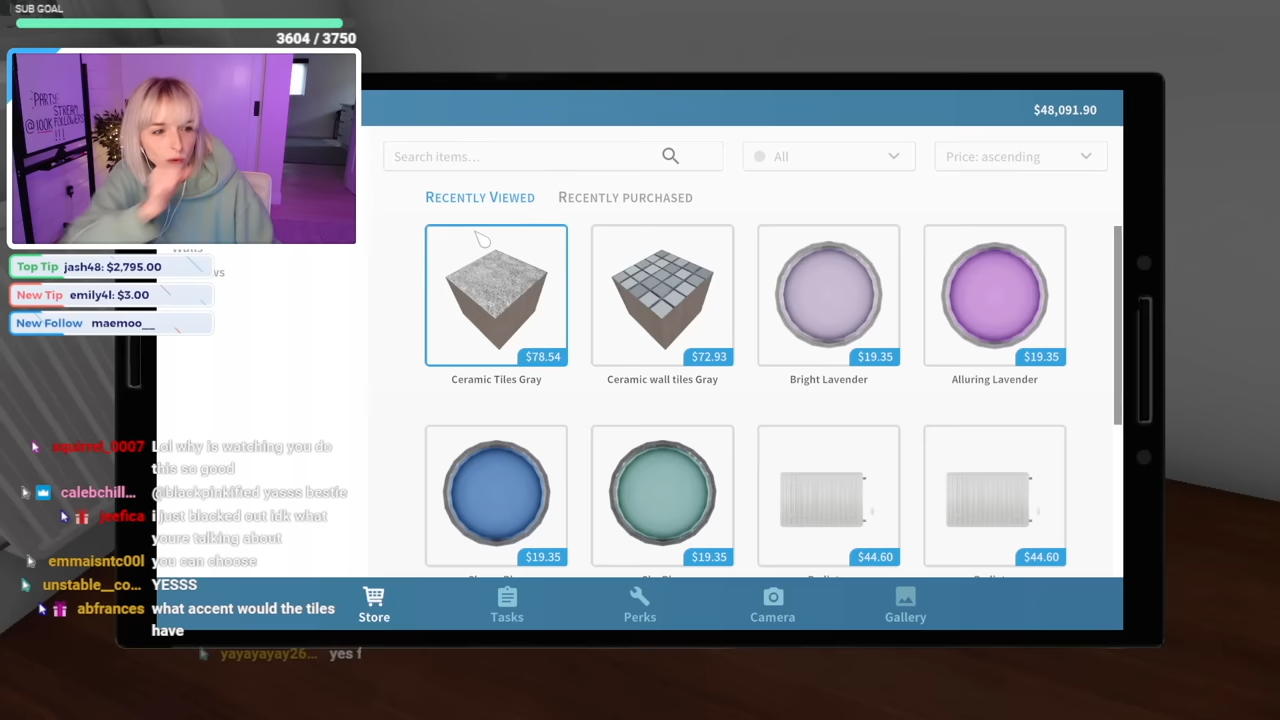 SUB GOAL
3604 / 3750
PARTY
STREAM
@100K FOLLOWERS
!!!
$48,091.90
Search items...
All
Price: ascending
RECENTLY VIEWED
RECENTLY PURCHASED
Top Tip jash48: $2,795.00
New Tip emily4l: $3.00
New Follow maemoo__
$78.54
$72.93
$19.35
$19.35
Ceramic Tiles Gray
Ceramic wall tiles Gray
Bright Lavender
Alluring Lavender
squirrel_0007 Lol why is watching you do
this so good
calebchill... @blackpinkified yasss bestie
jeefica i just blacked out idk what
youre talking about
emmaisntc00l you can choose
unstable__co... YESSS
abfrances what accent would the tiles
have
yayayayay26... yes f
$19.35
$19.35
$44.60
$44.60
Store
Tasks
Perks
Camera
Gallery